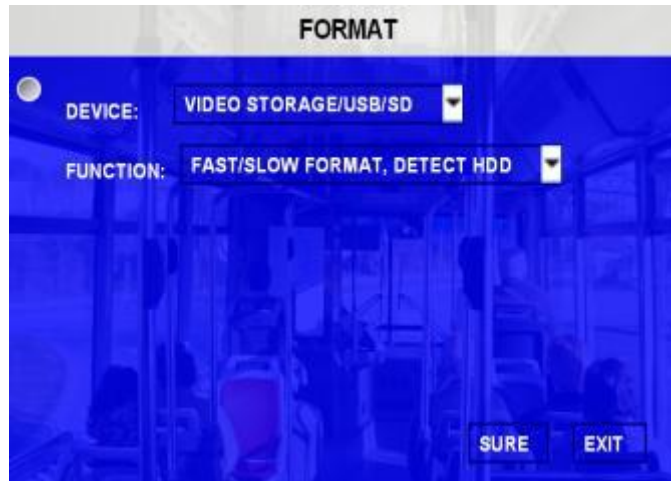 FORMAT
DEVICE: VIDEO STORAGE/USB/SD
FUNCTION: FAST/SLOW FORMAT, DETECT HDD
SURE EXIT